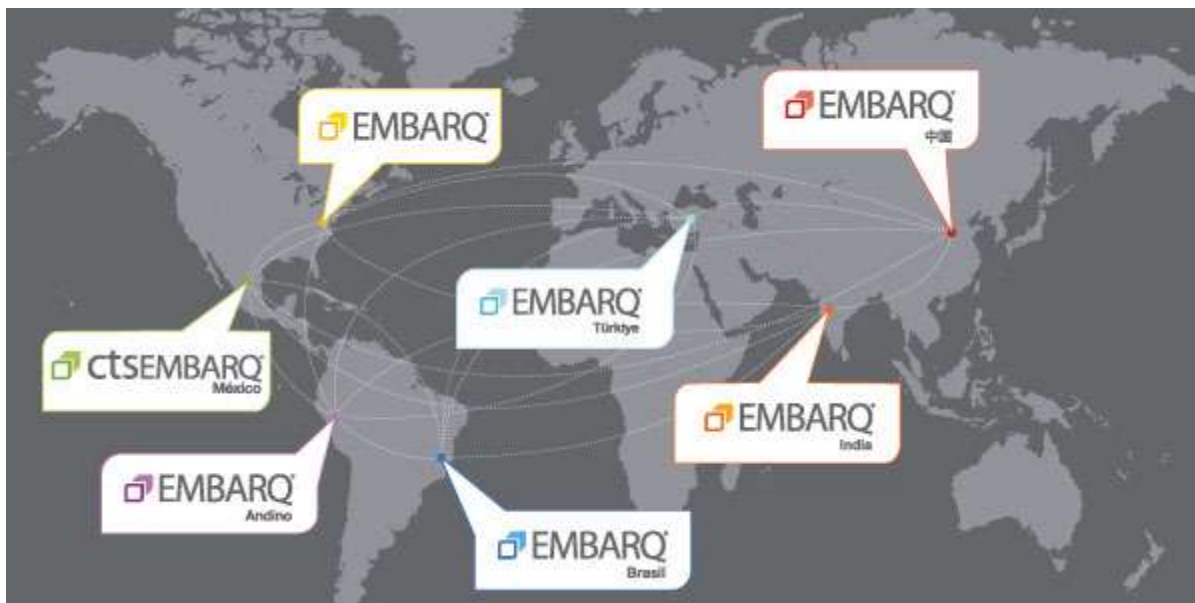 EMBARQ
EMBARQ
中国
EMBARQ
Türkiye
ctsEMBARQ
México
EMBARQ
India
EMBARQ
Andino
EMBARQ
Brasil